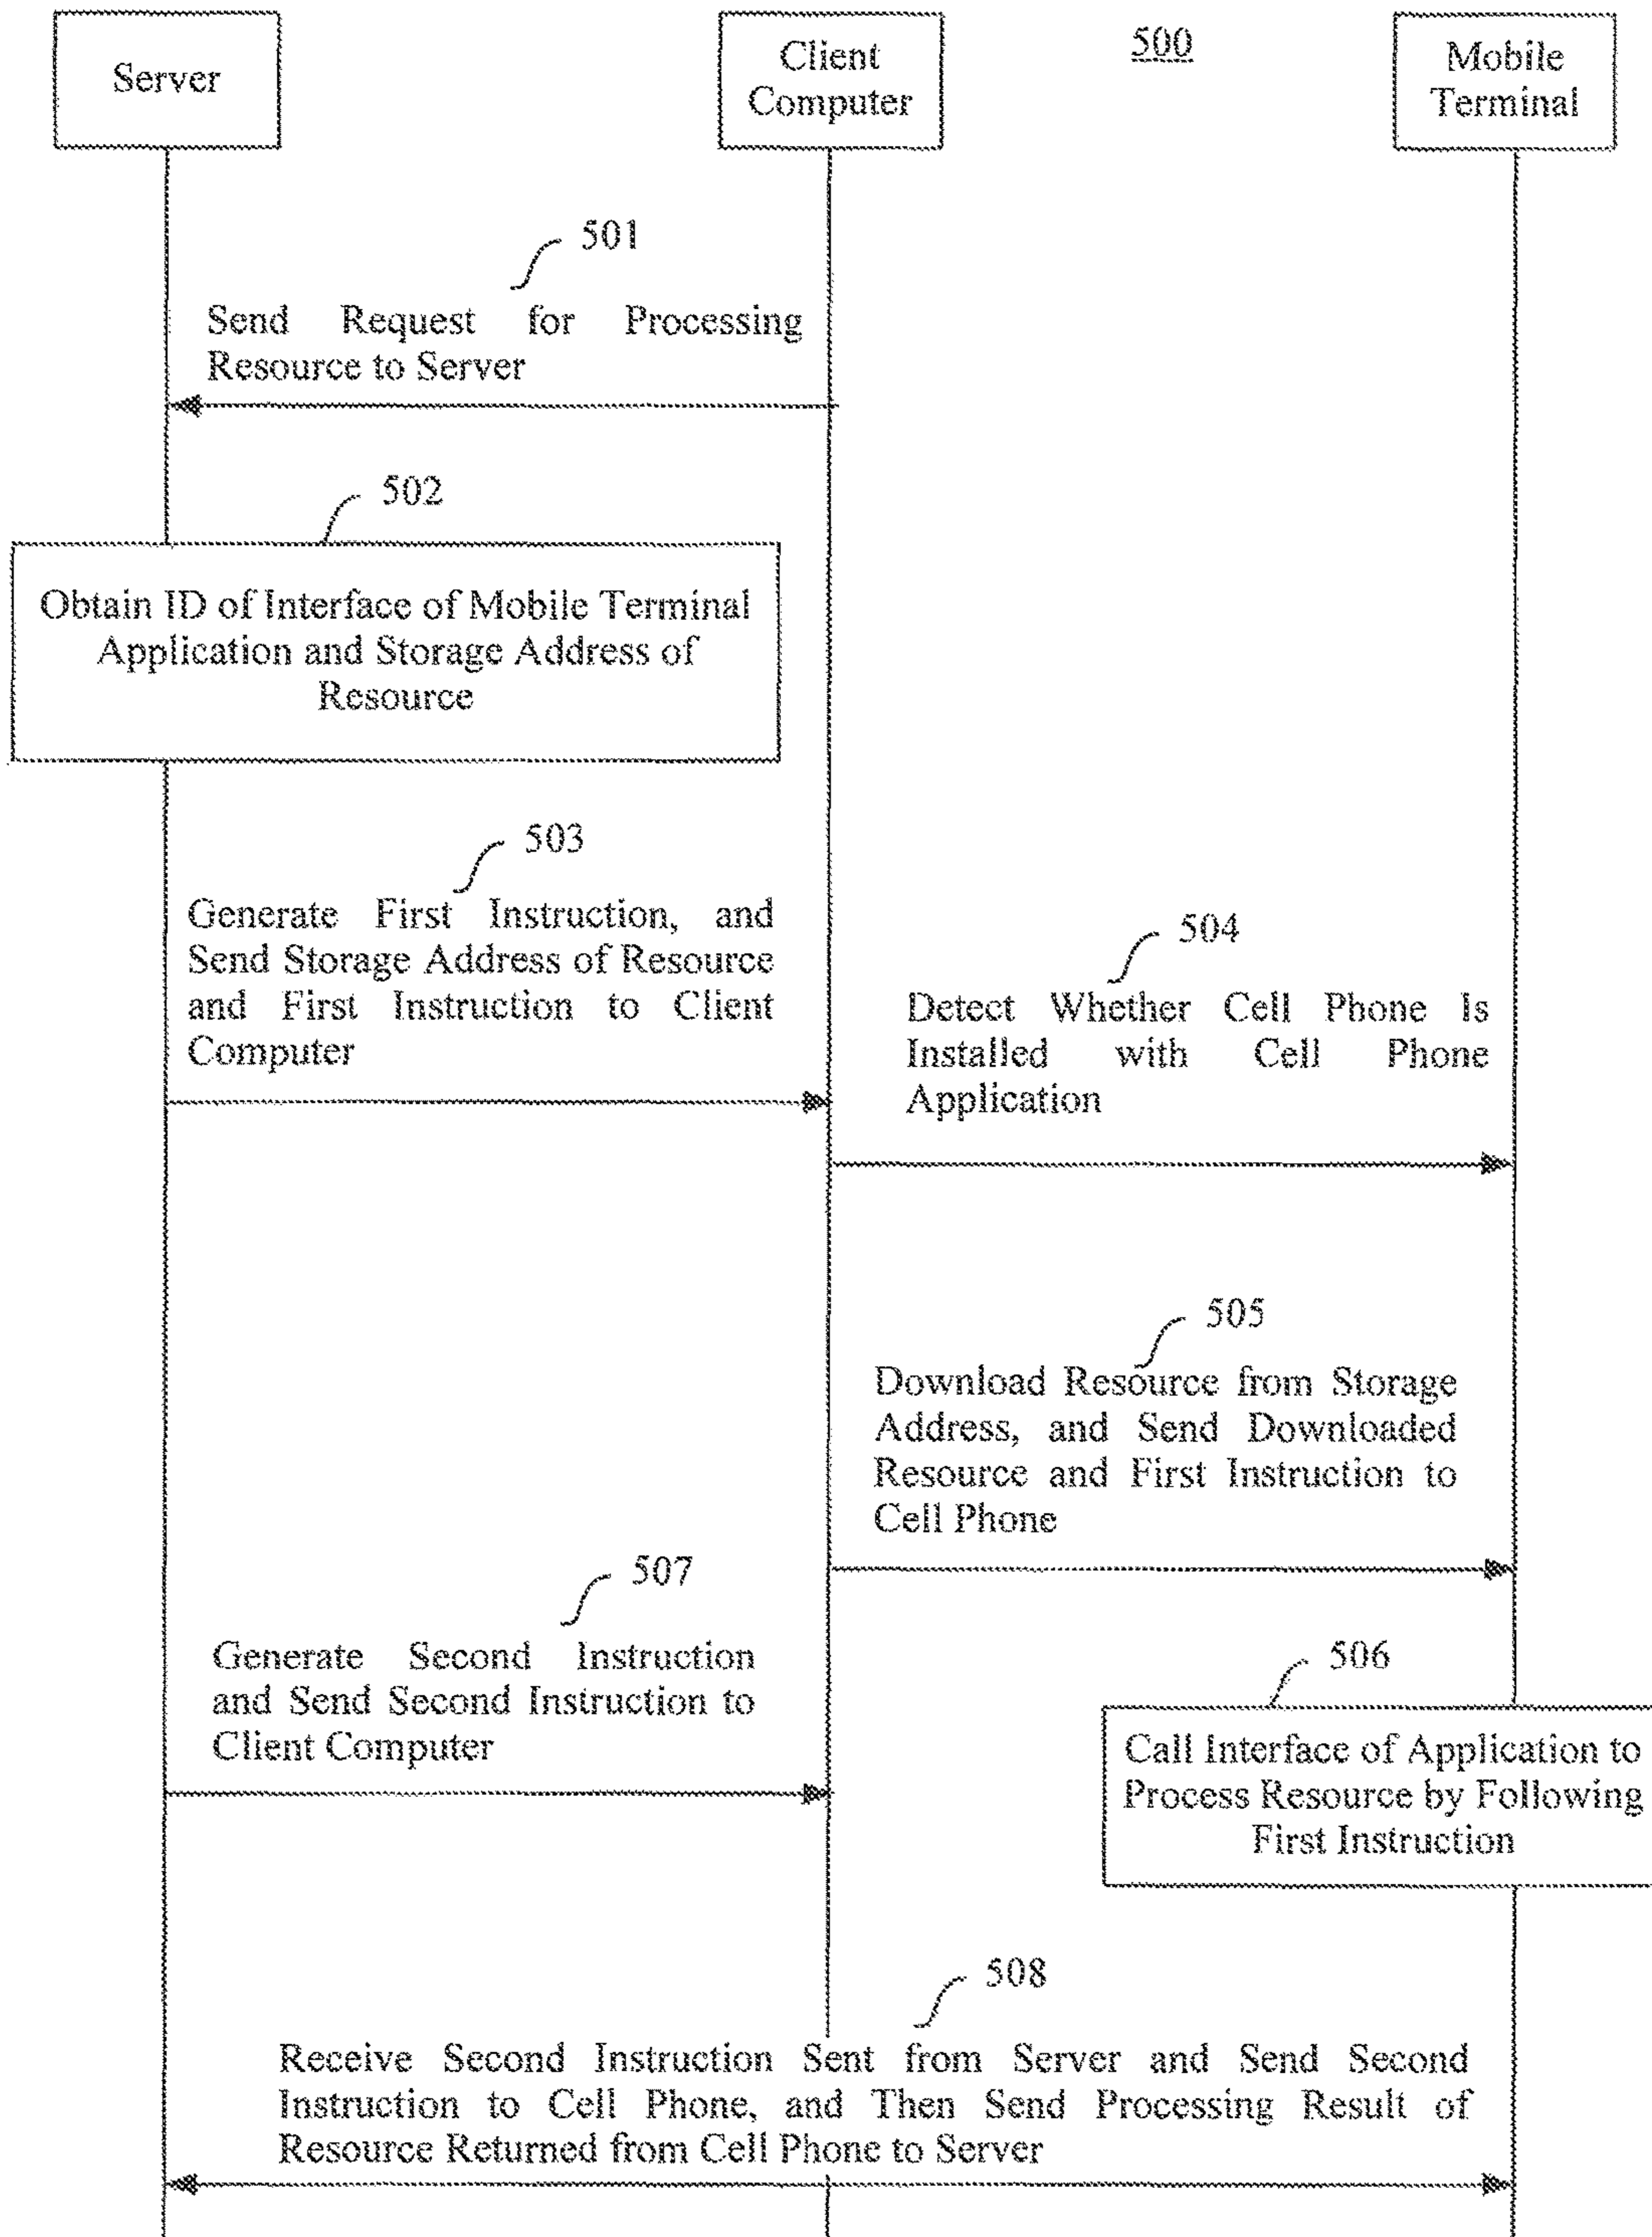 Server
Client
Computer
500
Mobile
Terminal
501
Send Request for Processing
Resource to Server
502
Obtain ID of Interface of Mobile Terminal
Application and Storage Address of
Resource
503
Generate First Instruction, and
Send Storage Address of Resource
and First Instruction to Client
Computer
504
Detect Whether Cell Phone Is
Installed with Cell Phone
Application
505
Download Resource from Storage
Address, and Send Downloaded
Resource and First Instruction to
Cell Phone
507
Generate Second Instruction
and Send Second Instruction to
Client Computer
506
Call Interface of Application to
Process Resource by Following
First Instruction
508
Receive Second Instruction Sent from Server and Send Second
Instruction to Cell Phone, and Then Send Processing Result of
Resource Returned from Cell Phone to Server